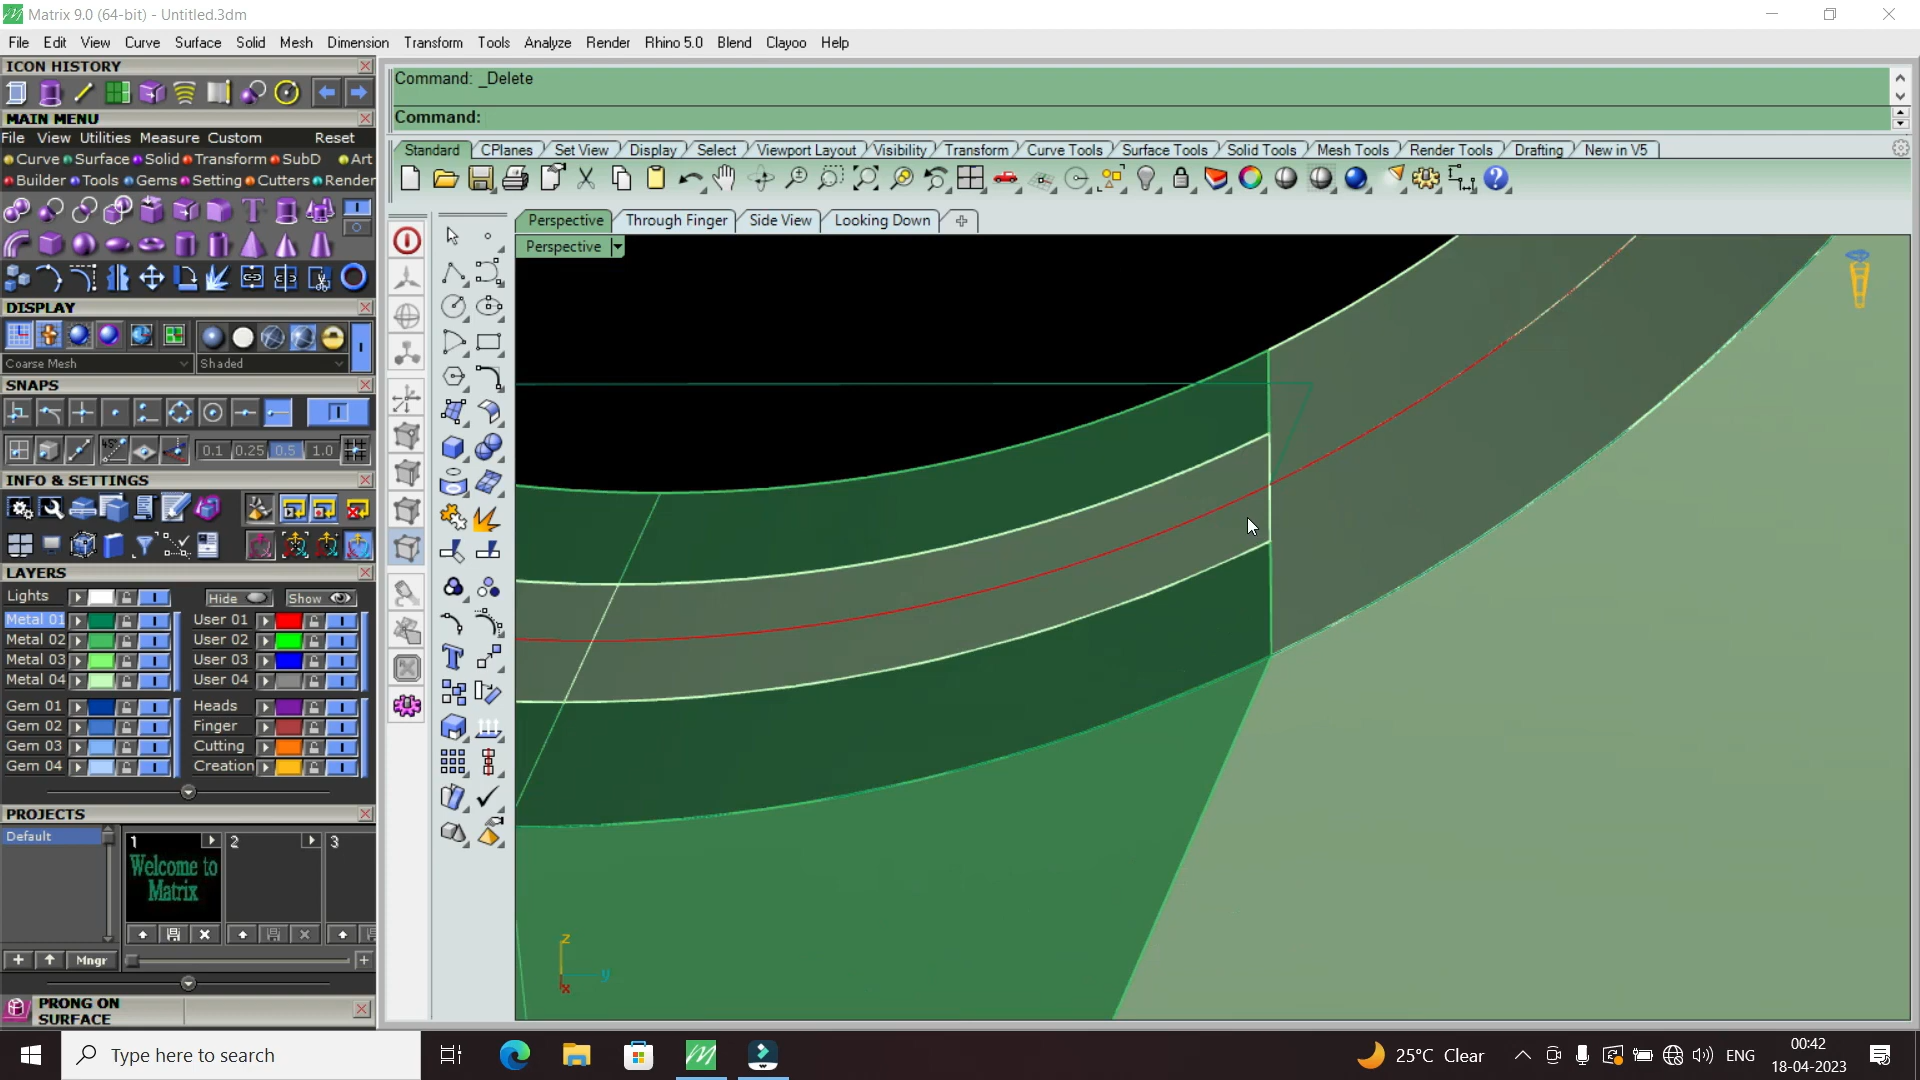 Matrix 9.0 (64-bit) - Untitled.3dm
File Edit View Curve Surface Solid Mesh Dimension Transform Tools Analyze Render Rhino 5.0 Blend Clayoo Help
ICON HISTORY
MAIN MENU
File View Utilities Measure Custom Reset
Curve Surface Solid Transform SubD Art
Builder Tools Gems Setting Cutters Render
DISPLAY
Coarse Mesh Shaded
SNAPS
0.1 0.25 0.5 1.0
INFO & SETTINGS
LAYERS
Lights Hide Show
Metal 01 User 01
Metal 02 User 02
Metal 03 User 03
Metal 04 User 04
Gem 01 Heads
Gem 02 Finger
Gem 03 Cutting
Gem 04 Creation
PROJECTS
Default
1 2 3
Welcome to
Matrix
Mngr
PRONG ON
SURFACE
Command: _Delete
Command:
Standard CPlanes Set View Display Select Viewport Layout Visibility Transform Curve Tools Surface Tools Solid Tools Mesh Tools Render Tools Drafting New in V5
Perspective Through Finger Side View Looking Down
Perspective
z
y
x
Type here to search
25°C Clear
ENG
00:42
18-04-2023